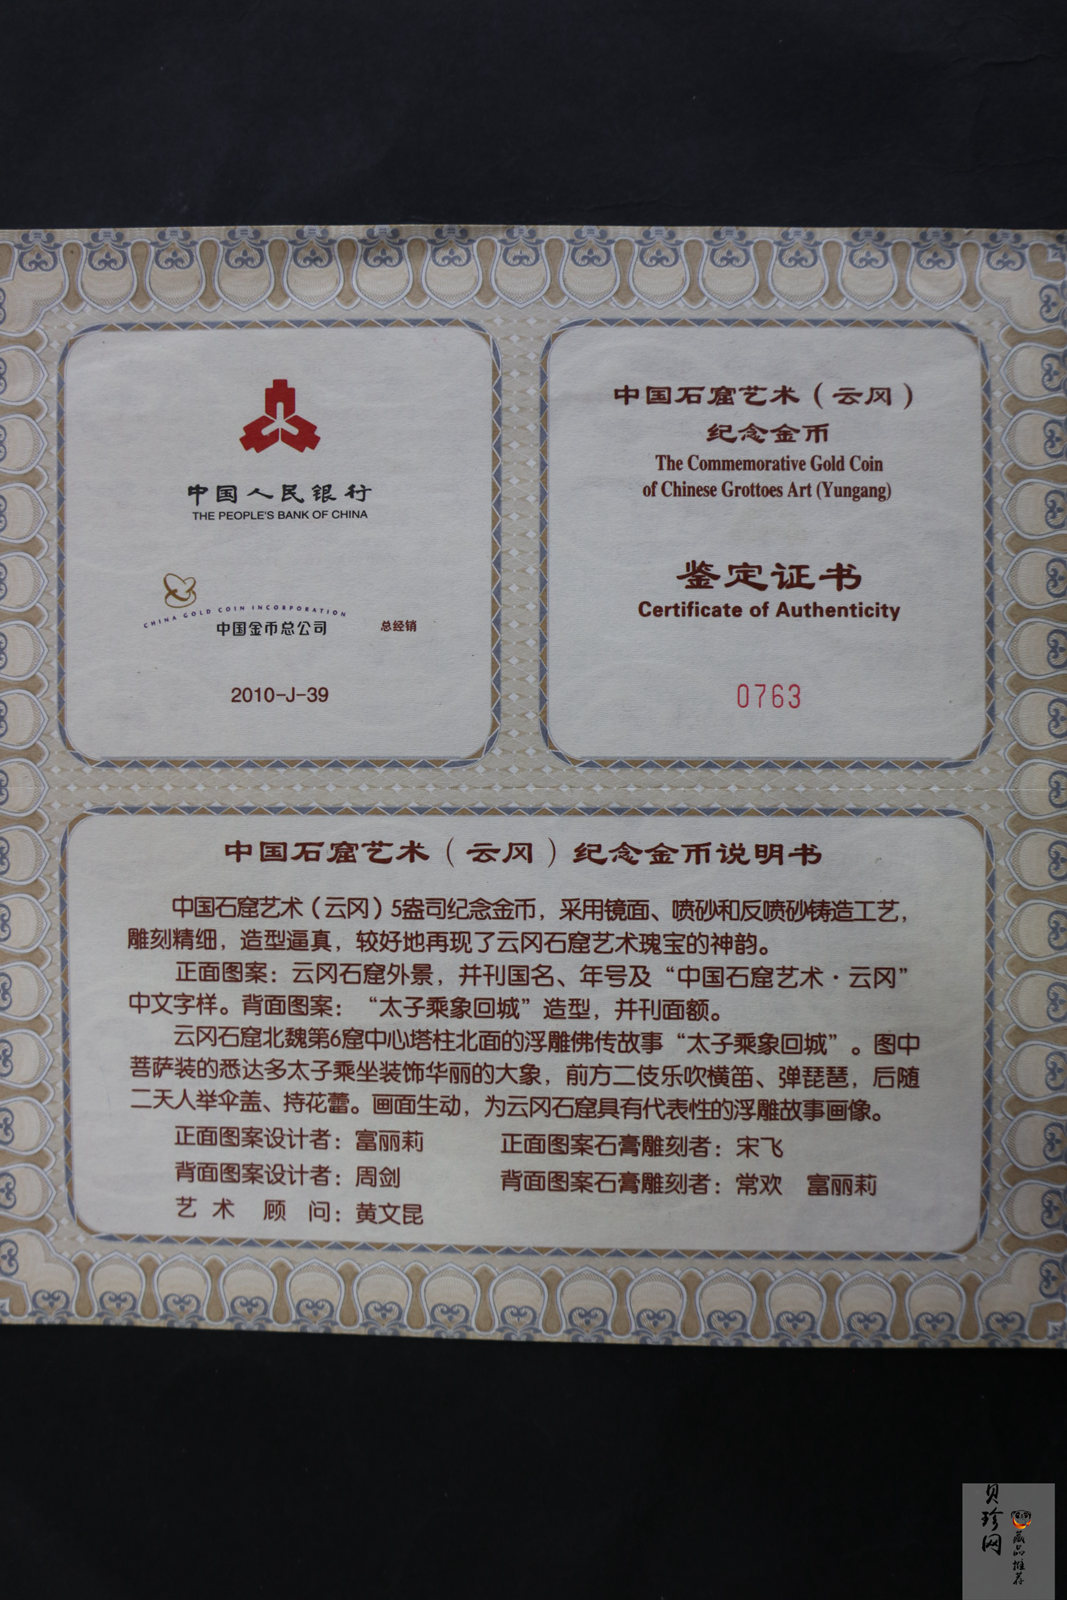 中国人民银行
THE PEOPLE'S BANK OF CHINA
CHINA GOLD COIN INCORPORATION
中国金币总公司 总经销
2010-J-39
中国石窟艺术（云冈）
纪念金币
The Commemorative Gold Coin
of Chinese Grottoes Art (Yungang)
鉴定证书
Certificate of Authenticity
0763
中国石窟艺术（云冈）纪念金币说明书
中国石窟艺术（云冈）5盎司纪念金币，采用镜面、喷砂和反喷砂铸造工艺，
雕刻精细，造型逼真，较好地再现了云冈石窟艺术瑰宝的神韵。
正面图案：云冈石窟外景，并刊国名、年号及“中国石窟艺术·云冈”
中文字样。背面图案：“太子乘象回城”造型，并刊面额。
云冈石窟北魏第6窟中心塔柱北面的浮雕佛传故事“太子乘象回城”。图中
菩萨装的悉达多太子乘坐装饰华丽的大象，前方二伎乐吹横笛、弹琵琶，后随
二天人举伞盖、持花蕾。画面生动，为云冈石窟具有代表性的浮雕故事画像。
正面图案设计者：富丽莉 正面图案石膏雕刻者：宋飞
背面图案设计者：周剑 背面图案石膏雕刻者：常欢 富丽莉
艺术顾问：黄文昆
贝珍网
藏品推荐